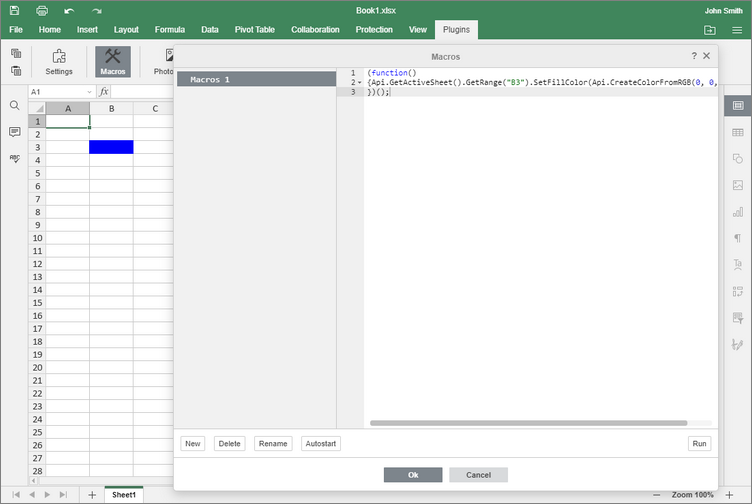 Book1.xlsx
John Smith
File Home Insert Layout Formula Data Pivot Table Collaboration Protection View Plugins
Settings Macros Photo
Macros
?
A1 fx
Macros 1
1 (function()
2 {Api.GetActiveSheet().GetRange("B3").SetFillColor(Api.CreateColorFromRGB(0, 0,
3 })();
ABC
A B C
1
2
3
4
5
6
7
8
9
10
11
12
13
14
15
16
17
18
19
20
21
22
23
24
25
26
27
28
New Delete Rename Autostart Run
Ok Cancel
+ Sheet1 — Zoom 100% +